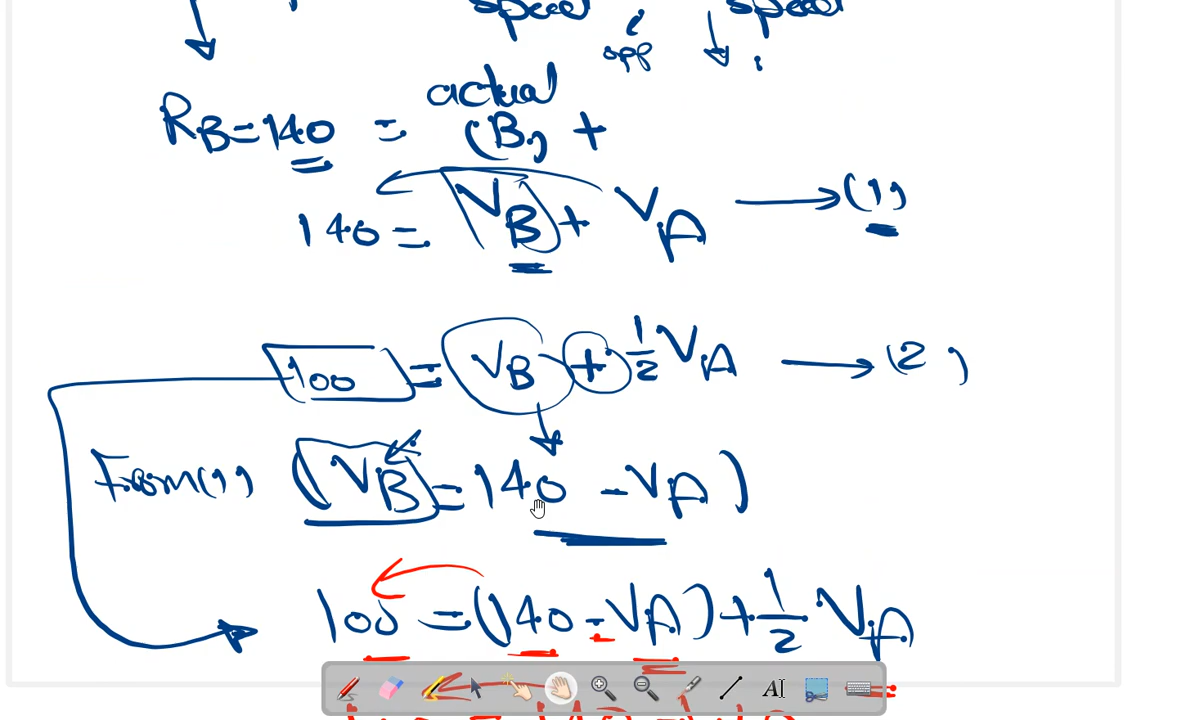 speed speed
opp
actual
RB=140 = (B) +
140 = VB + VA → (1)
100 = VB + 1/2 VA → (2)
From(1) (VB = 140 - VA)
100 = (140 - VA) + 1/2 VA
AI